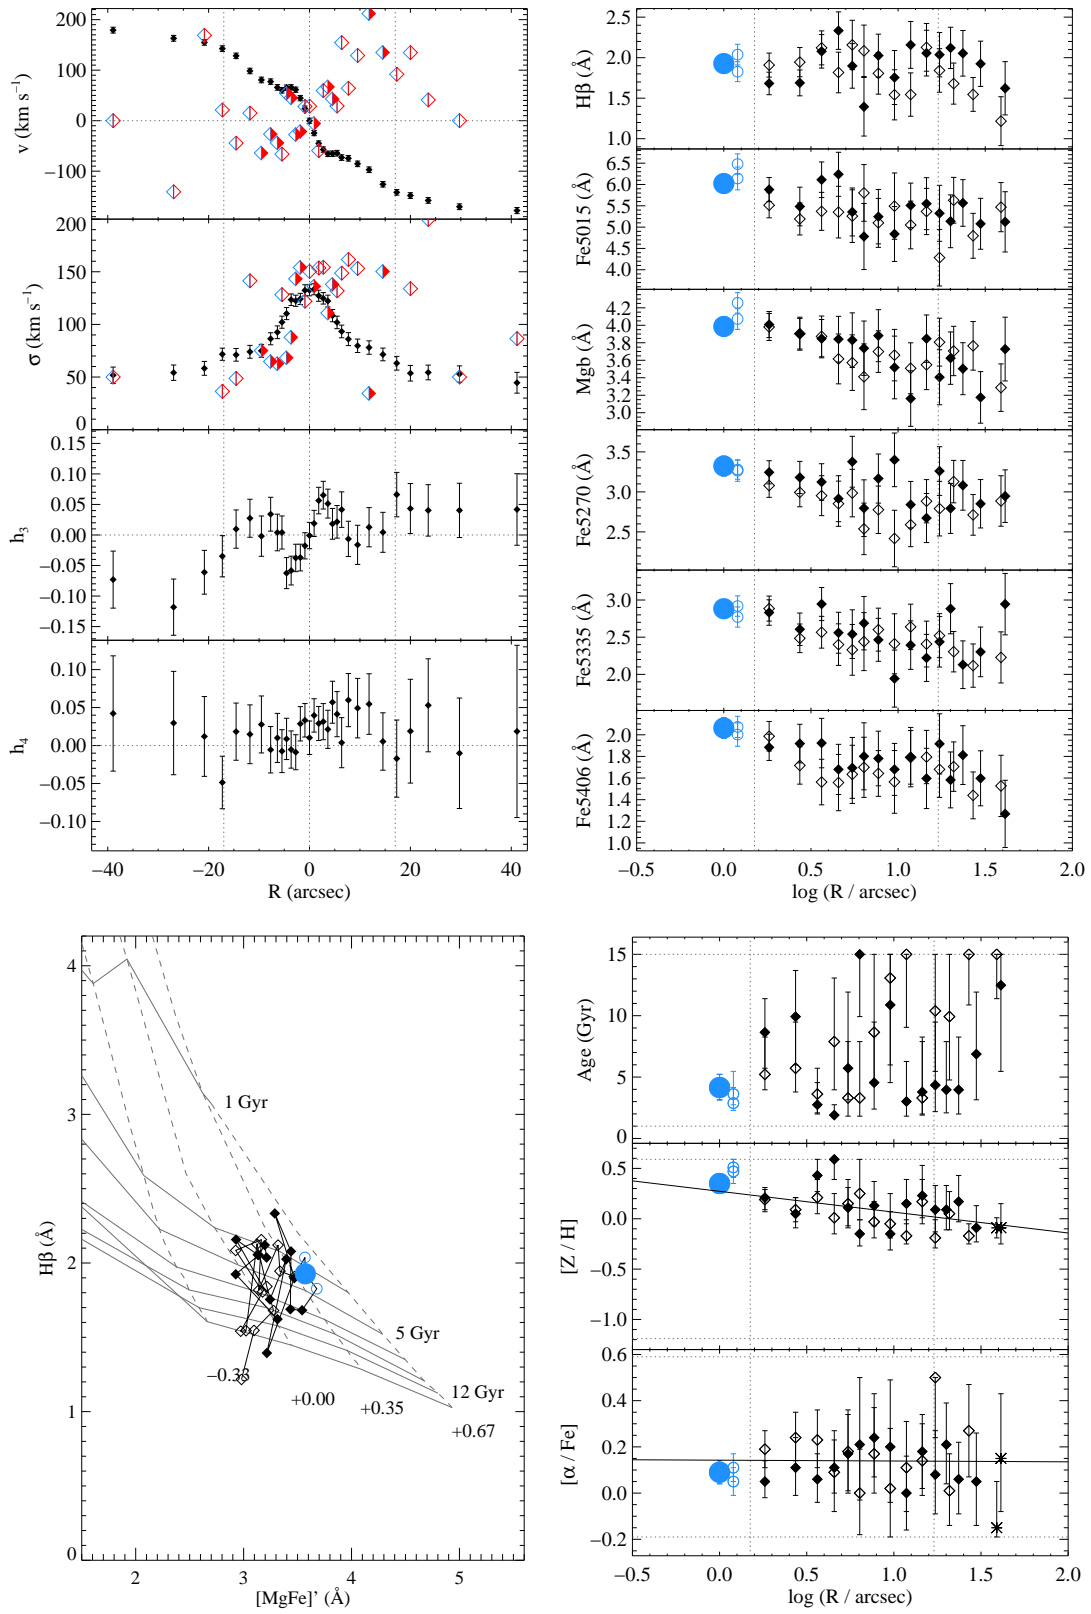 200
100
0
−100
v (km s−1)
200
150
100
50
0
σ (km s−1)
0.15
0.10
0.05
0.00
−0.05
−0.10
−0.15
h3
0.10
0.05
0.00
−0.05
−0.10
h4
−40 −20 0 20 40
R (arcsec)
2.5
2.0
1.5
1.0
Hβ (Å)
6.5
6.0
5.5
5.0
4.5
4.0
Fe5015 (Å)
4.2
4.0
3.8
3.6
3.4
3.2
3.0
Mgb (Å)
3.5
3.0
2.5
Fe5270 (Å)
3.0
2.5
2.0
Fe5335 (Å)
2.0
1.8
1.6
1.4
1.2
1.0
Fe5406 (Å)
−0.5 0.0 0.5 1.0 1.5 2.0
log (R / arcsec)
4
3
2
1
0
Hβ (Å)
1 Gyr
5 Gyr
12 Gyr
−0.33
+0.00
+0.35
+0.67
2 3 4 5
[MgFe]’ (Å)
15
10
5
0
Age (Gyr)
0.5
0.0
−0.5
−1.0
[Z / H]
0.6
0.4
0.2
0.0
−0.2
[α / Fe]
−0.5 0.0 0.5 1.0 1.5 2.0
log (R / arcsec)